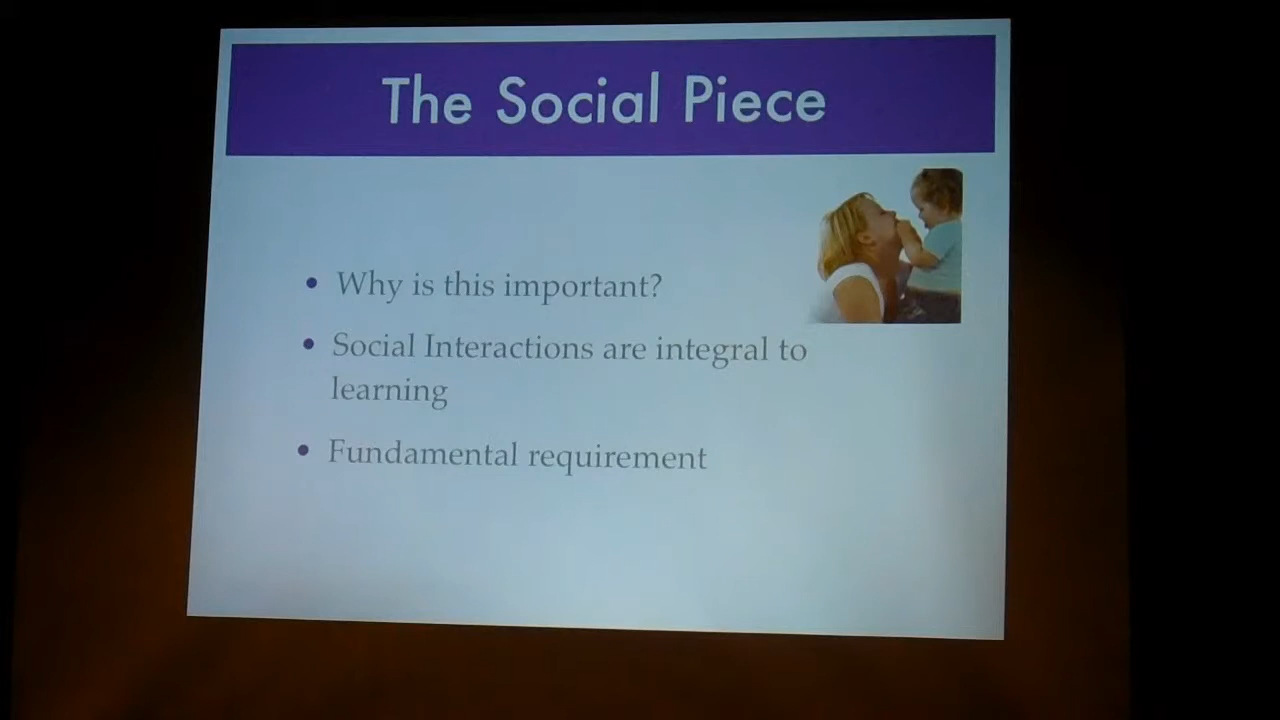 The Social Piece
• Why is this important?
• Social Interactions are integral to
learning
• Fundamental requirement